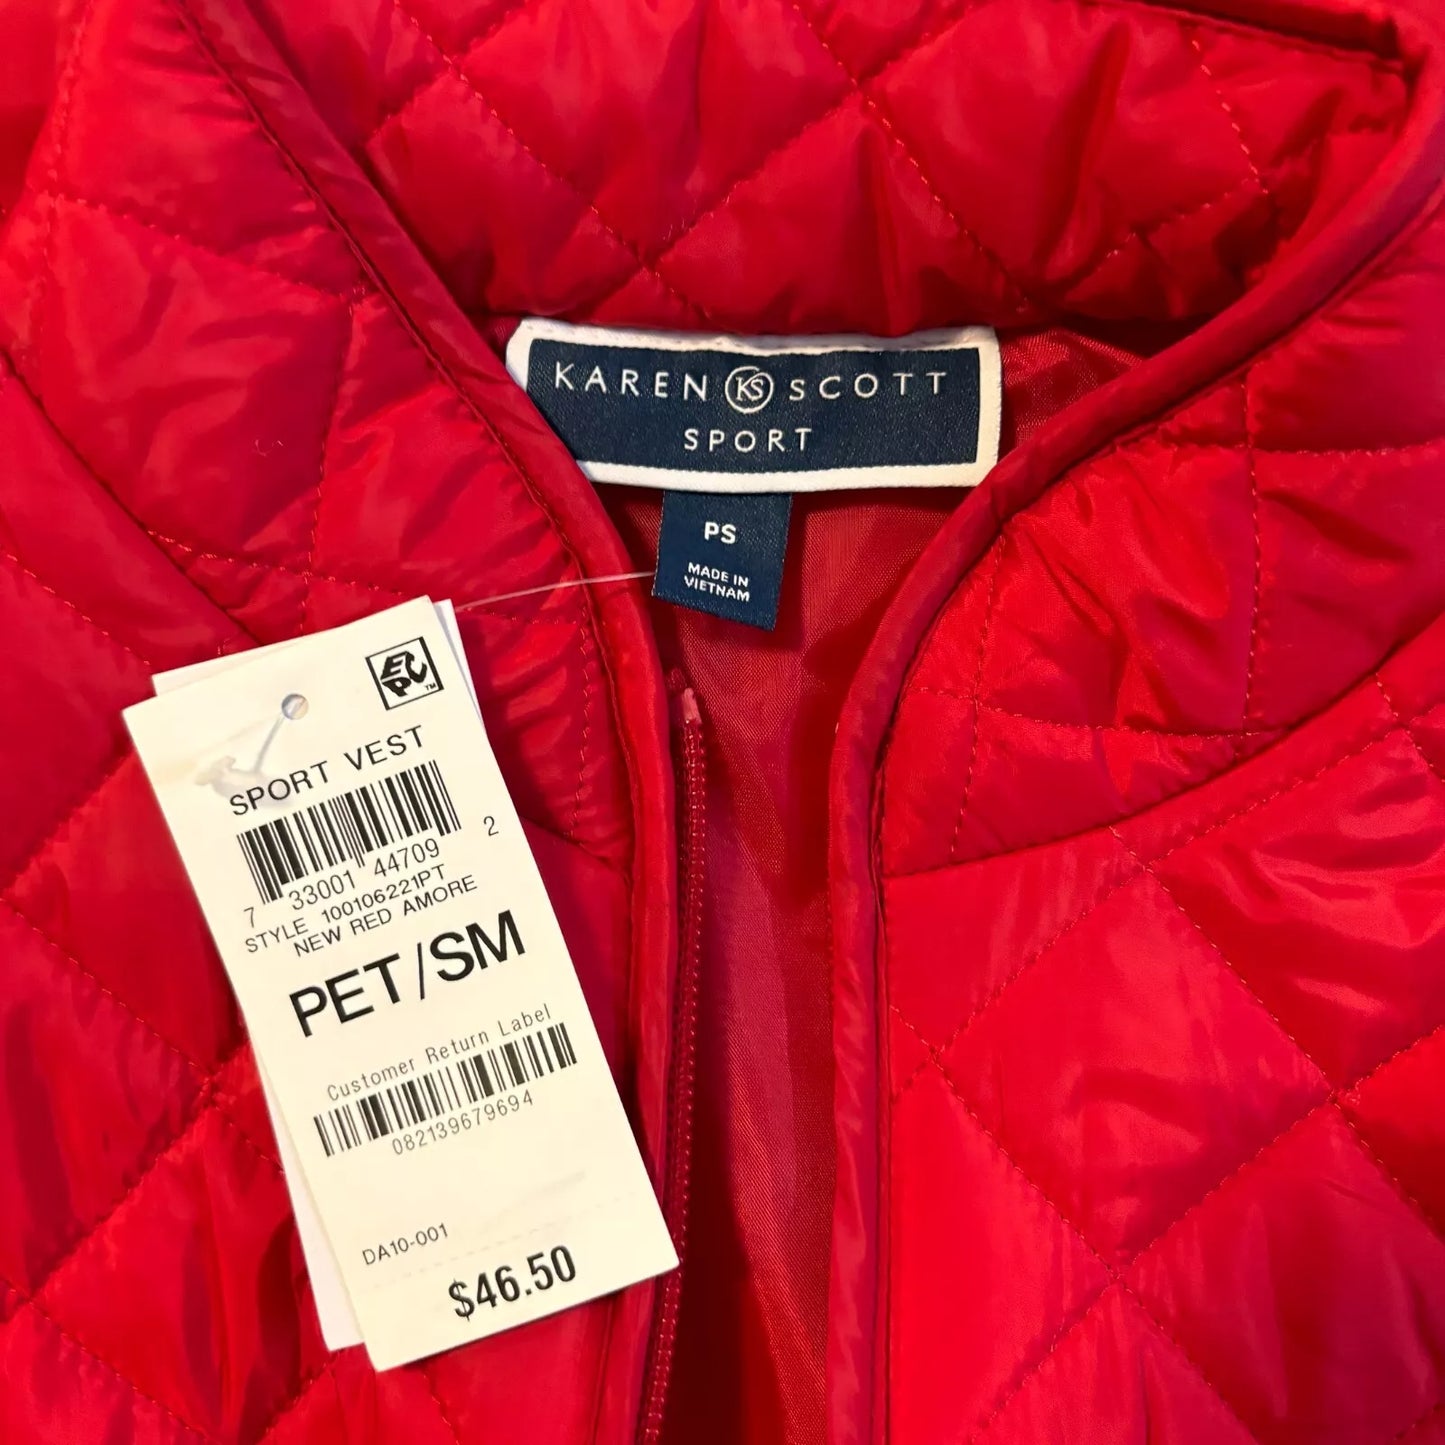 KAREN KS SCOTT
SPORT
PS
MADE IN
VIETNAM
EPC™
SPORT VEST
7 33001 44709 2
STYLE 100106221PT
NEW RED AMORE
PET/SM
Customer Return Label
082139679694
DA10-001
$46.50